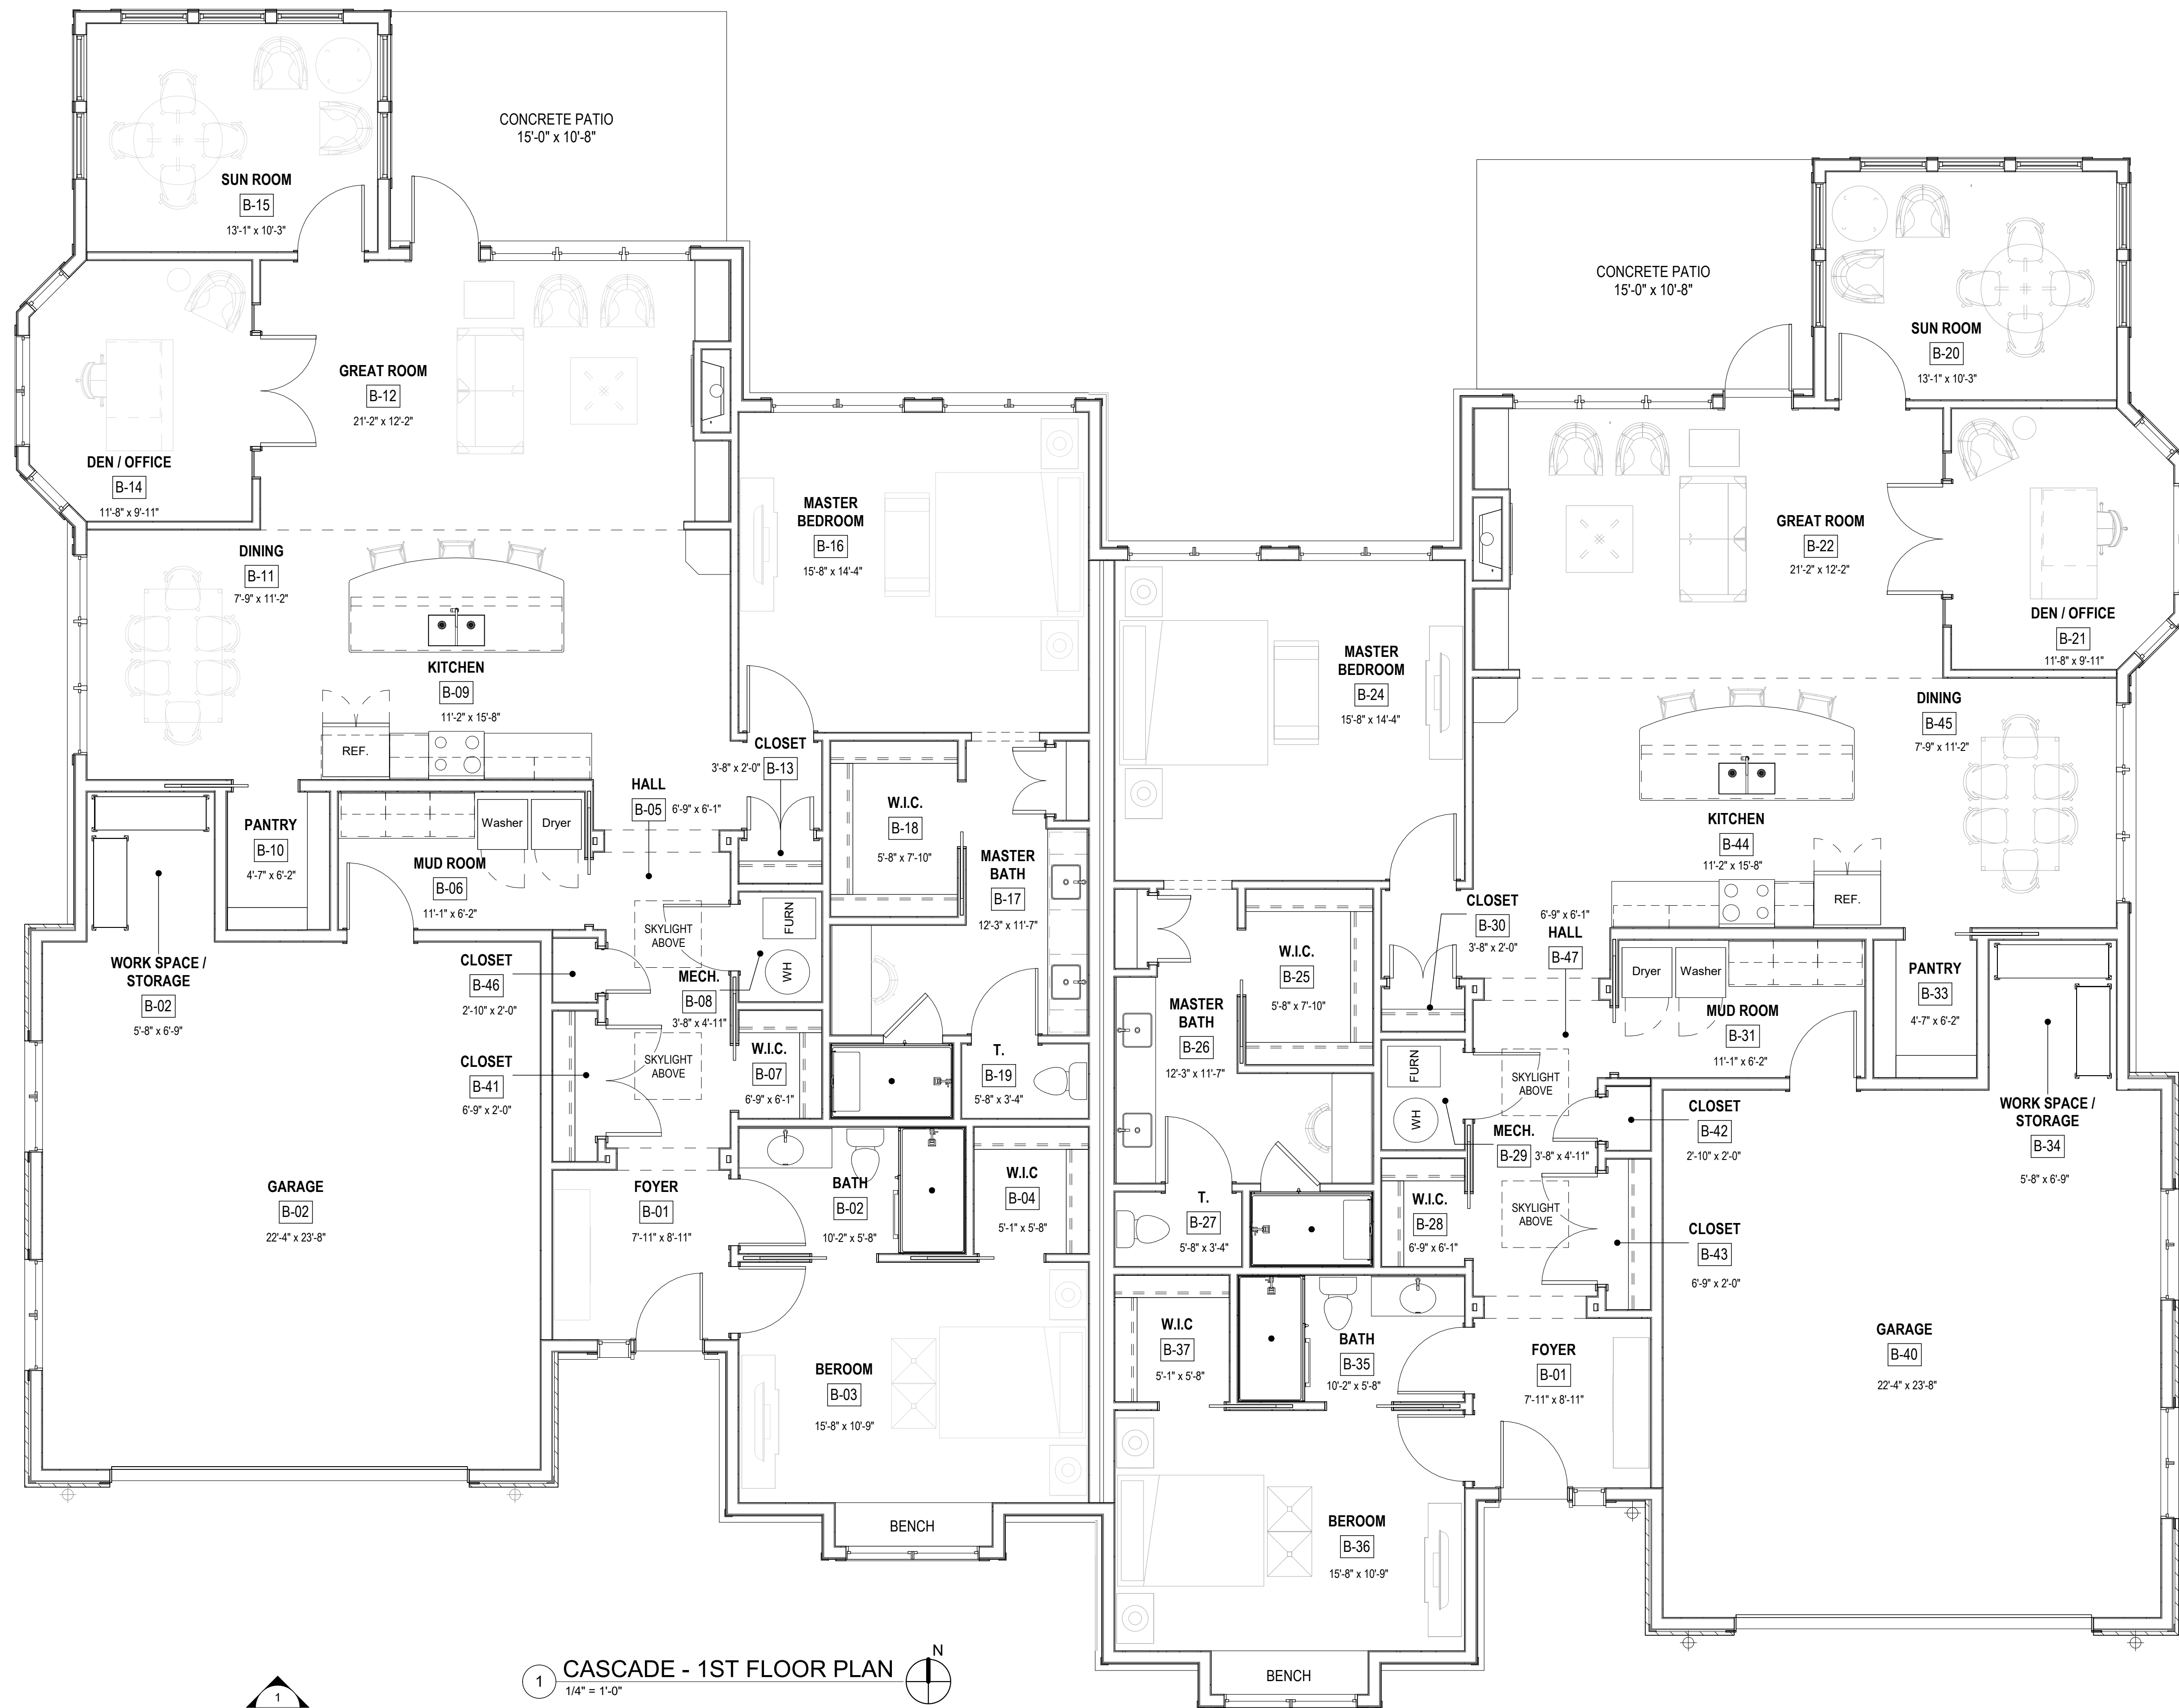 CONCRETE PATIO
15'-0" x 10'-8"
SUN ROOM
B-15
13'-1" x 10'-3"
GREAT ROOM
B-12
21'-2" x 12'-2"
DEN / OFFICE
B-14
11'-8" x 9'-11"
DINING
B-11
7'-9" x 11'-2"
KITCHEN
B-09
11'-2" x 15'-8"
REF.
MASTER
BEDROOM
B-16
15'-8" x 14'-4"
CLOSET
3'-8" x 2'-0" B-13
HALL
B-05 6'-9" x 6'-1"
PANTRY
B-10
4'-7" x 6'-2"
Washer
Dryer
MUD ROOM
B-06
11'-1" x 6'-2"
W.I.C.
B-18
5'-8" x 7'-10"
MASTER
BATH
B-17
12'-3" x 11'-7"
SKYLIGHT
ABOVE
FURN
WH
MECH.
B-08
3'-8" x 4'-11"
WORK SPACE /
STORAGE
B-02
5'-8" x 6'-9"
CLOSET
B-46
2'-10" x 2'-0"
CLOSET
B-41
6'-9" x 2'-0"
SKYLIGHT
ABOVE
W.I.C.
B-07
6'-9" x 6'-1"
T.
B-19
5'-8" x 3'-4"
GARAGE
B-02
22'-4" x 23'-8"
FOYER
B-01
7'-11" x 8'-11"
BATH
B-02
10'-2" x 5'-8"
W.I.C
B-04
5'-1" x 5'-8"
BEROOM
B-03
15'-8" x 10'-9"
BENCH
CONCRETE PATIO
15'-0" x 10'-8"
SUN ROOM
B-20
13'-1" x 10'-3"
GREAT ROOM
B-22
21'-2" x 12'-2"
DEN / OFFICE
B-21
11'-8" x 9'-11"
MASTER
BEDROOM
B-24
15'-8" x 14'-4"
DINING
B-45
7'-9" x 11'-2"
KITCHEN
B-44
11'-2" x 15'-8"
REF.
CLOSET
B-30
3'-8" x 2'-0"
6'-9" x 6'-1"
HALL
B-47
W.I.C.
B-25
5'-8" x 7'-10"
MASTER
BATH
B-26
12'-3" x 11'-7"
Dryer
Washer
MUD ROOM
B-31
11'-1" x 6'-2"
PANTRY
B-33
4'-7" x 6'-2"
FURN
WH
SKYLIGHT
ABOVE
MECH.
B-29 3'-8" x 4'-11"
CLOSET
B-42
2'-10" x 2'-0"
WORK SPACE /
STORAGE
B-34
5'-8" x 6'-9"
T.
B-27
5'-8" x 3'-4"
W.I.C.
B-28
6'-9" x 6'-1"
SKYLIGHT
ABOVE
CLOSET
B-43
6'-9" x 2'-0"
W.I.C
B-37
5'-1" x 5'-8"
BATH
B-35
10'-2" x 5'-8"
FOYER
B-01
7'-11" x 8'-11"
GARAGE
B-40
22'-4" x 23'-8"
BEROOM
B-36
15'-8" x 10'-9"
BENCH
1
1 CASCADE - 1ST FLOOR PLAN
1/4" = 1'-0"
N